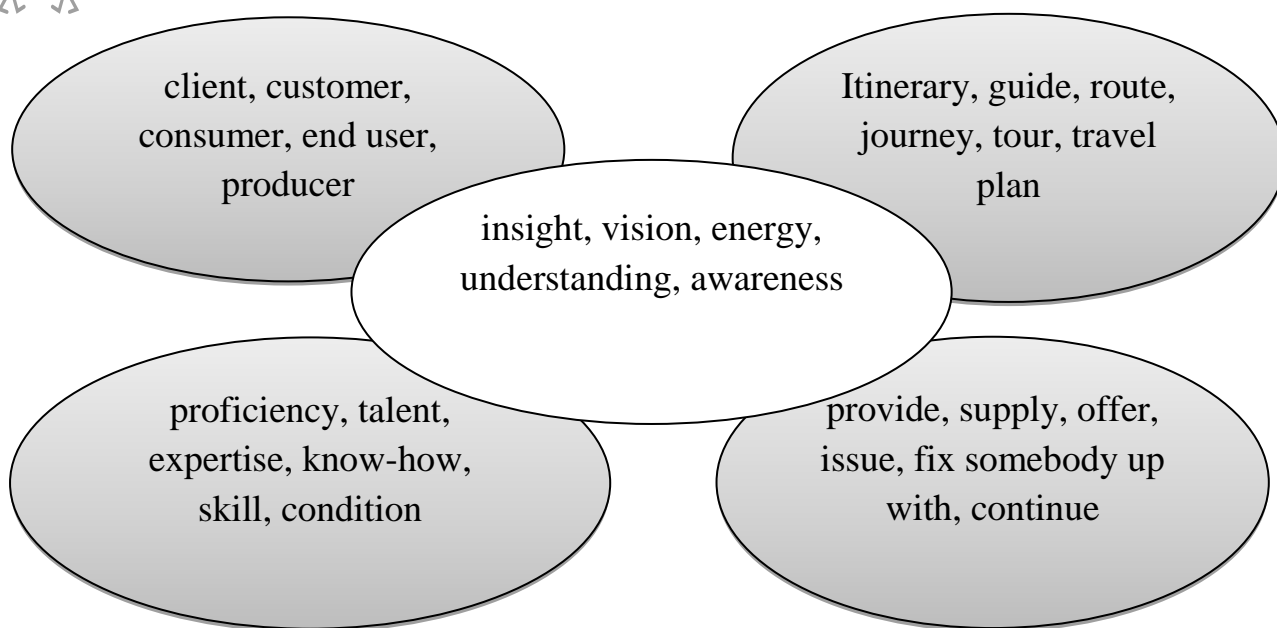 client, customer,
consumer, end user,
producer
Itinerary, guide, route,
journey, tour, travel
plan
insight, vision, energy,
understanding, awareness
proficiency, talent,
expertise, know-how,
skill, condition
provide, supply, offer,
issue, fix somebody up
with, continue